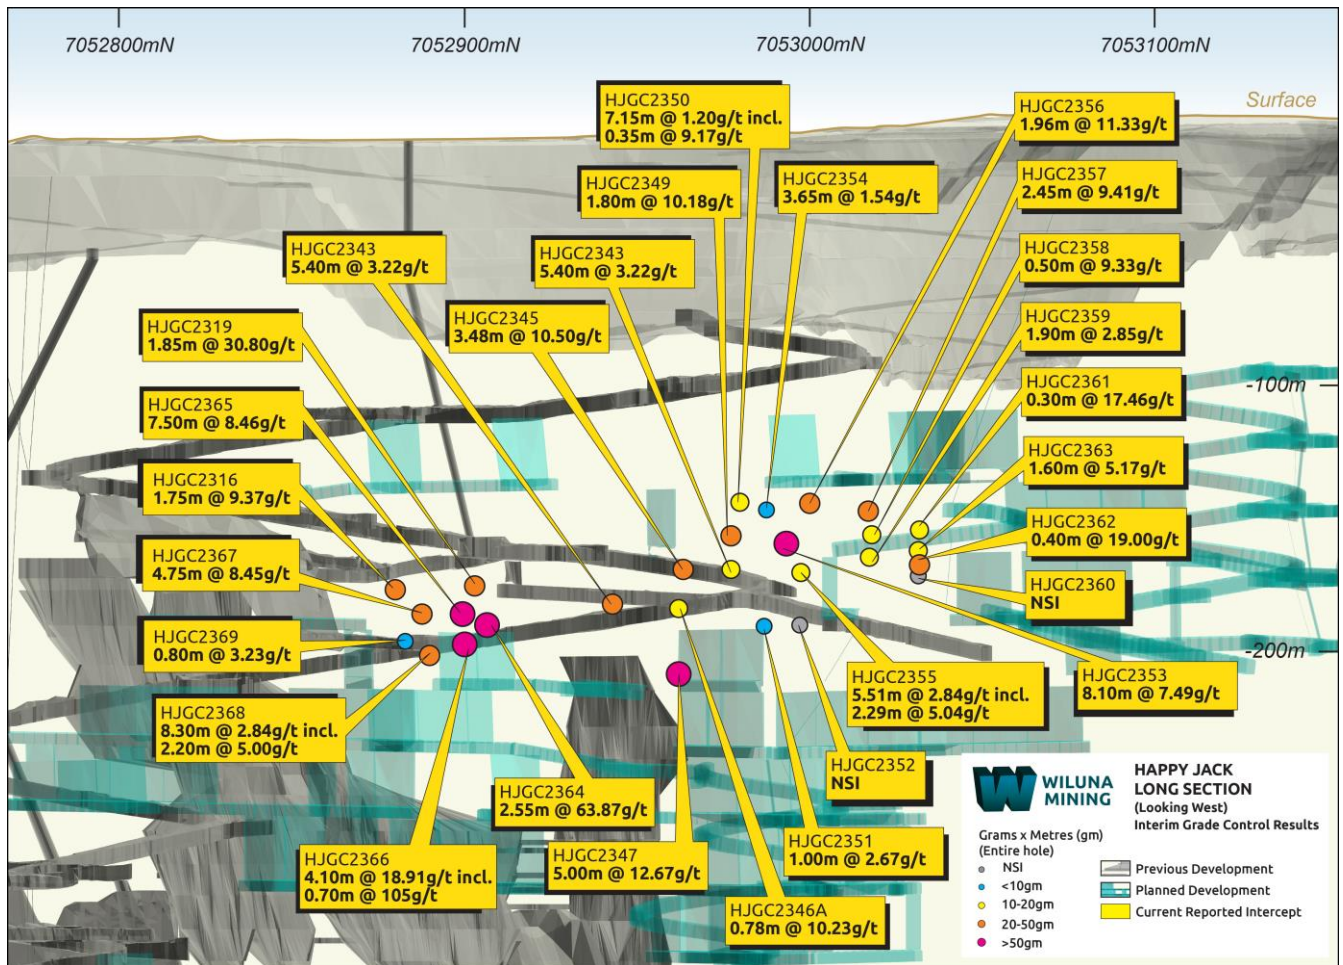 7052800mN
7052900mN
7053000mN
7053100mN
Surface
HJGC2350
7.15m @ 1.20g/t incl.
0.35m @ 9.17g/t
HJGC2356
1.96m @ 11.33g/t
HJGC2349
1.80m @ 10.18g/t
HJGC2354
3.65m @ 1.54g/t
HJGC2357
2.45m @ 9.41g/t
HJGC2343
5.40m @ 3.22g/t
HJGC2343
5.40m @ 3.22g/t
HJGC2358
0.50m @ 9.33g/t
HJGC2319
1.85m @ 30.80g/t
HJGC2345
3.48m @ 10.50g/t
HJGC2359
1.90m @ 2.85g/t
HJGC2365
7.50m @ 8.46g/t
HJGC2361
0.30m @ 17.46g/t
-100m
HJGC2316
1.75m @ 9.37g/t
HJGC2363
1.60m @ 5.17g/t
HJGC2367
4.75m @ 8.45g/t
HJGC2362
0.40m @ 19.00g/t
HJGC2360
NSI
HJGC2369
0.80m @ 3.23g/t
-200m
HJGC2355
5.51m @ 2.84g/t incl.
2.29m @ 5.04g/t
HJGC2353
8.10m @ 7.49g/t
HJGC2368
8.30m @ 2.84g/t incl.
2.20m @ 5.00g/t
HJGC2352
NSI
HJGC2364
2.55m @ 63.87g/t
HJGC2351
1.00m @ 2.67g/t
HJGC2366
4.10m @ 18.91g/t incl.
0.70m @ 105g/t
HJGC2347
5.00m @ 12.67g/t
HJGC2346A
0.78m @ 10.23g/t
WILUNA
MINING
HAPPY JACK
LONG SECTION
(Looking West)
Interim Grade Control Results
Grams x Metres (gm)
(Entire hole)
NSI
<10gm
10-20gm
20-50gm
>50gm
Previous Development
Planned Development
Current Reported Intercept